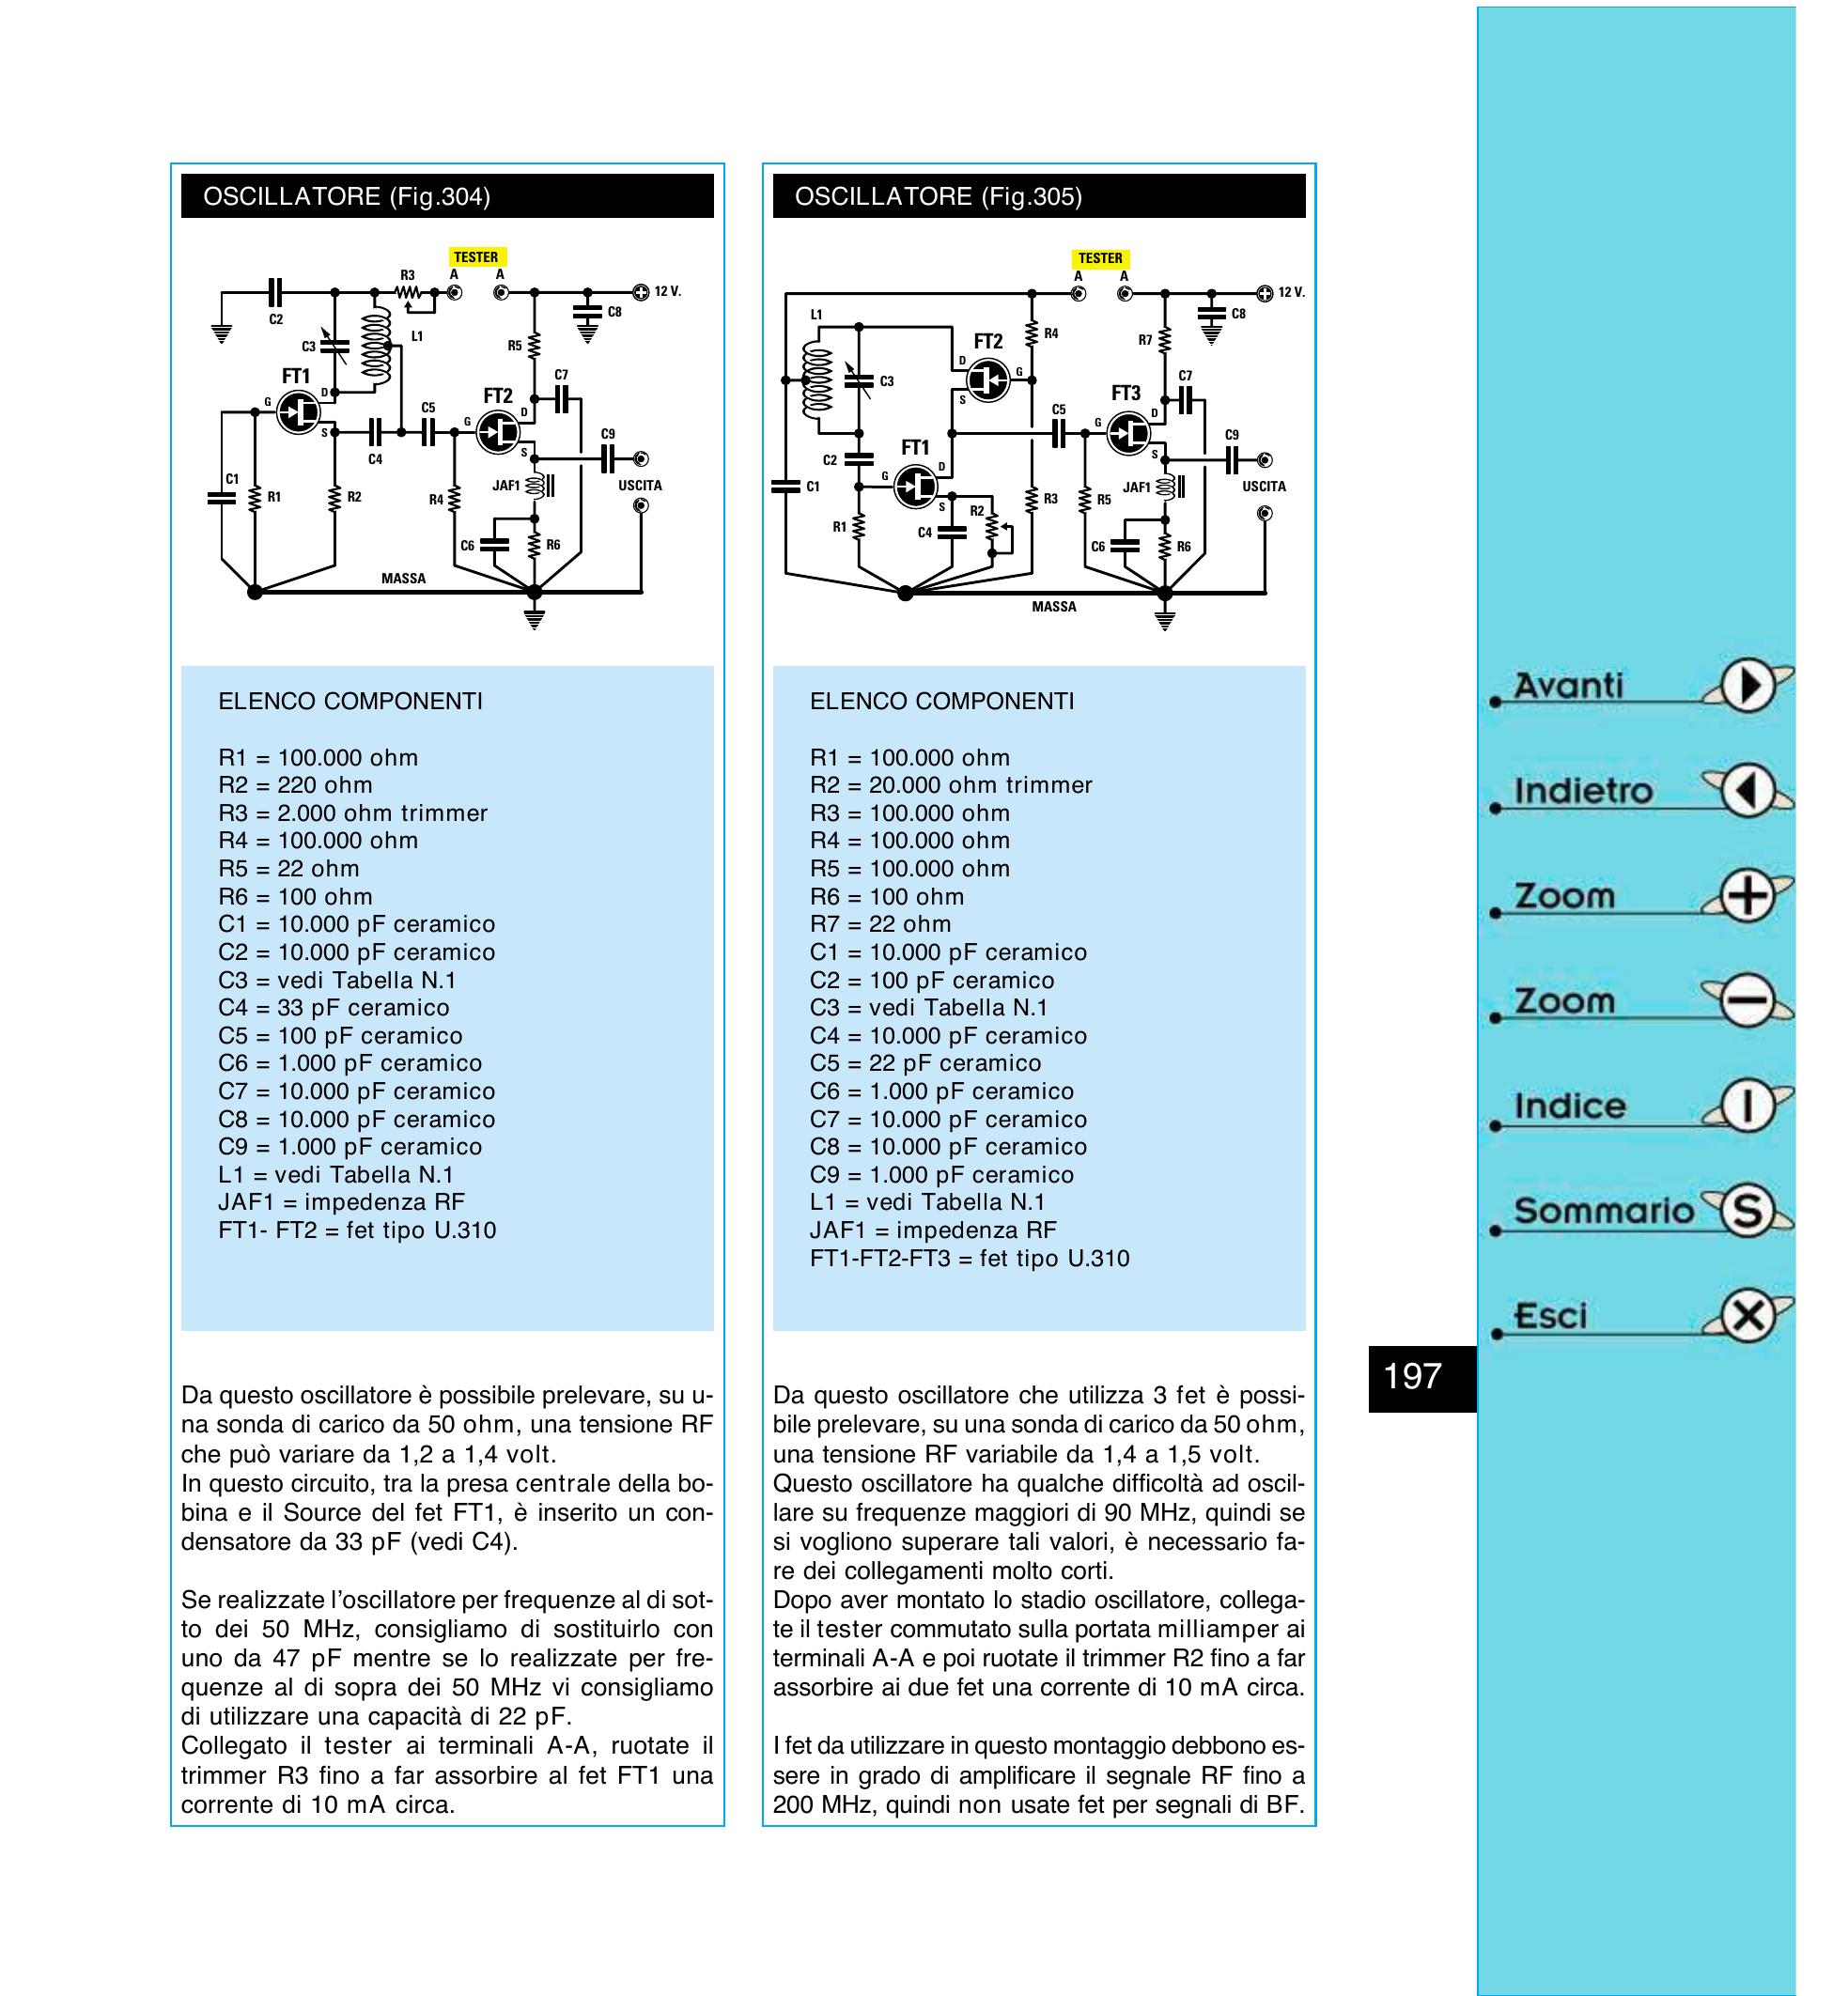 OSCILLATORE (Fig.304)
TESTER
A A
R3
12 V.
C2
C8
L1
C3
R5
FT1
D
G
S
C7
FT2
C5
G
D
S
C9
C4
C1
R1
R2
R4
JAF1
USCITA
C6
R6
MASSA
ELENCO COMPONENTI
R1 = 100.000 ohm
R2 = 220 ohm
R3 = 2.000 ohm trimmer
R4 = 100.000 ohm
R5 = 22 ohm
R6 = 100 ohm
C1 = 10.000 pF ceramico
C2 = 10.000 pF ceramico
C3 = vedi Tabella N.1
C4 = 33 pF ceramico
C5 = 100 pF ceramico
C6 = 1.000 pF ceramico
C7 = 10.000 pF ceramico
C8 = 10.000 pF ceramico
C9 = 1.000 pF ceramico
L1 = vedi Tabella N.1
JAF1 = impedenza RF
FT1- FT2 = fet tipo U.310
Da questo oscillatore è possibile prelevare, su u-
na sonda di carico da 50 ohm, una tensione RF
che può variare da 1,2 a 1,4 volt.
In questo circuito, tra la presa centrale della bo-
bina e il Source del fet FT1, è inserito un con-
densatore da 33 pF (vedi C4).
Se realizzate l'oscillatore per frequenze al di sot-
to dei 50 MHz, consigliamo di sostituirlo con
uno da 47 pF mentre se lo realizzate per fre-
quenze al di sopra dei 50 MHz vi consigliamo
di utilizzare una capacità di 22 pF.
Collegato il tester ai terminali A-A, ruotate il
trimmer R3 fino a far assorbire al fet FT1 una
corrente di 10 mA circa.
OSCILLATORE (Fig.305)
TESTER
A A
12 V.
L1
C8
R4
R7
FT2
D
G
S
C3
C7
FT3
C5
G
D
S
C9
FT1
C2
G
D
S
C1
R1
C4
R2
R3
R5
JAF1
USCITA
C6
R6
MASSA
ELENCO COMPONENTI
R1 = 100.000 ohm
R2 = 20.000 ohm trimmer
R3 = 100.000 ohm
R4 = 100.000 ohm
R5 = 100.000 ohm
R6 = 100 ohm
R7 = 22 ohm
C1 = 10.000 pF ceramico
C2 = 100 pF ceramico
C3 = vedi Tabella N.1
C4 = 10.000 pF ceramico
C5 = 22 pF ceramico
C6 = 1.000 pF ceramico
C7 = 10.000 pF ceramico
C8 = 10.000 pF ceramico
C9 = 1.000 pF ceramico
L1 = vedi Tabella N.1
JAF1 = impedenza RF
FT1-FT2-FT3 = fet tipo U.310
Da questo oscillatore che utilizza 3 fet è possi-
bile prelevare, su una sonda di carico da 50 ohm,
una tensione RF variabile da 1,4 a 1,5 volt.
Questo oscillatore ha qualche difficoltà ad oscil-
lare su frequenze maggiori di 90 MHz, quindi se
si vogliono superare tali valori, è necessario fa-
re dei collegamenti molto corti.
Dopo aver montato lo stadio oscillatore, collega-
te il tester commutato sulla portata milliamper ai
terminali A-A e poi ruotate il trimmer R2 fino a far
assorbire ai due fet una corrente di 10 mA circa.
I fet da utilizzare in questo montaggio debbono es-
sere in grado di amplificare il segnale RF fino a
200 MHz, quindi non usate fet per segnali di BF.
197
Avanti
Indietro
Zoom
Zoom
Indice
Sommario S
Esci